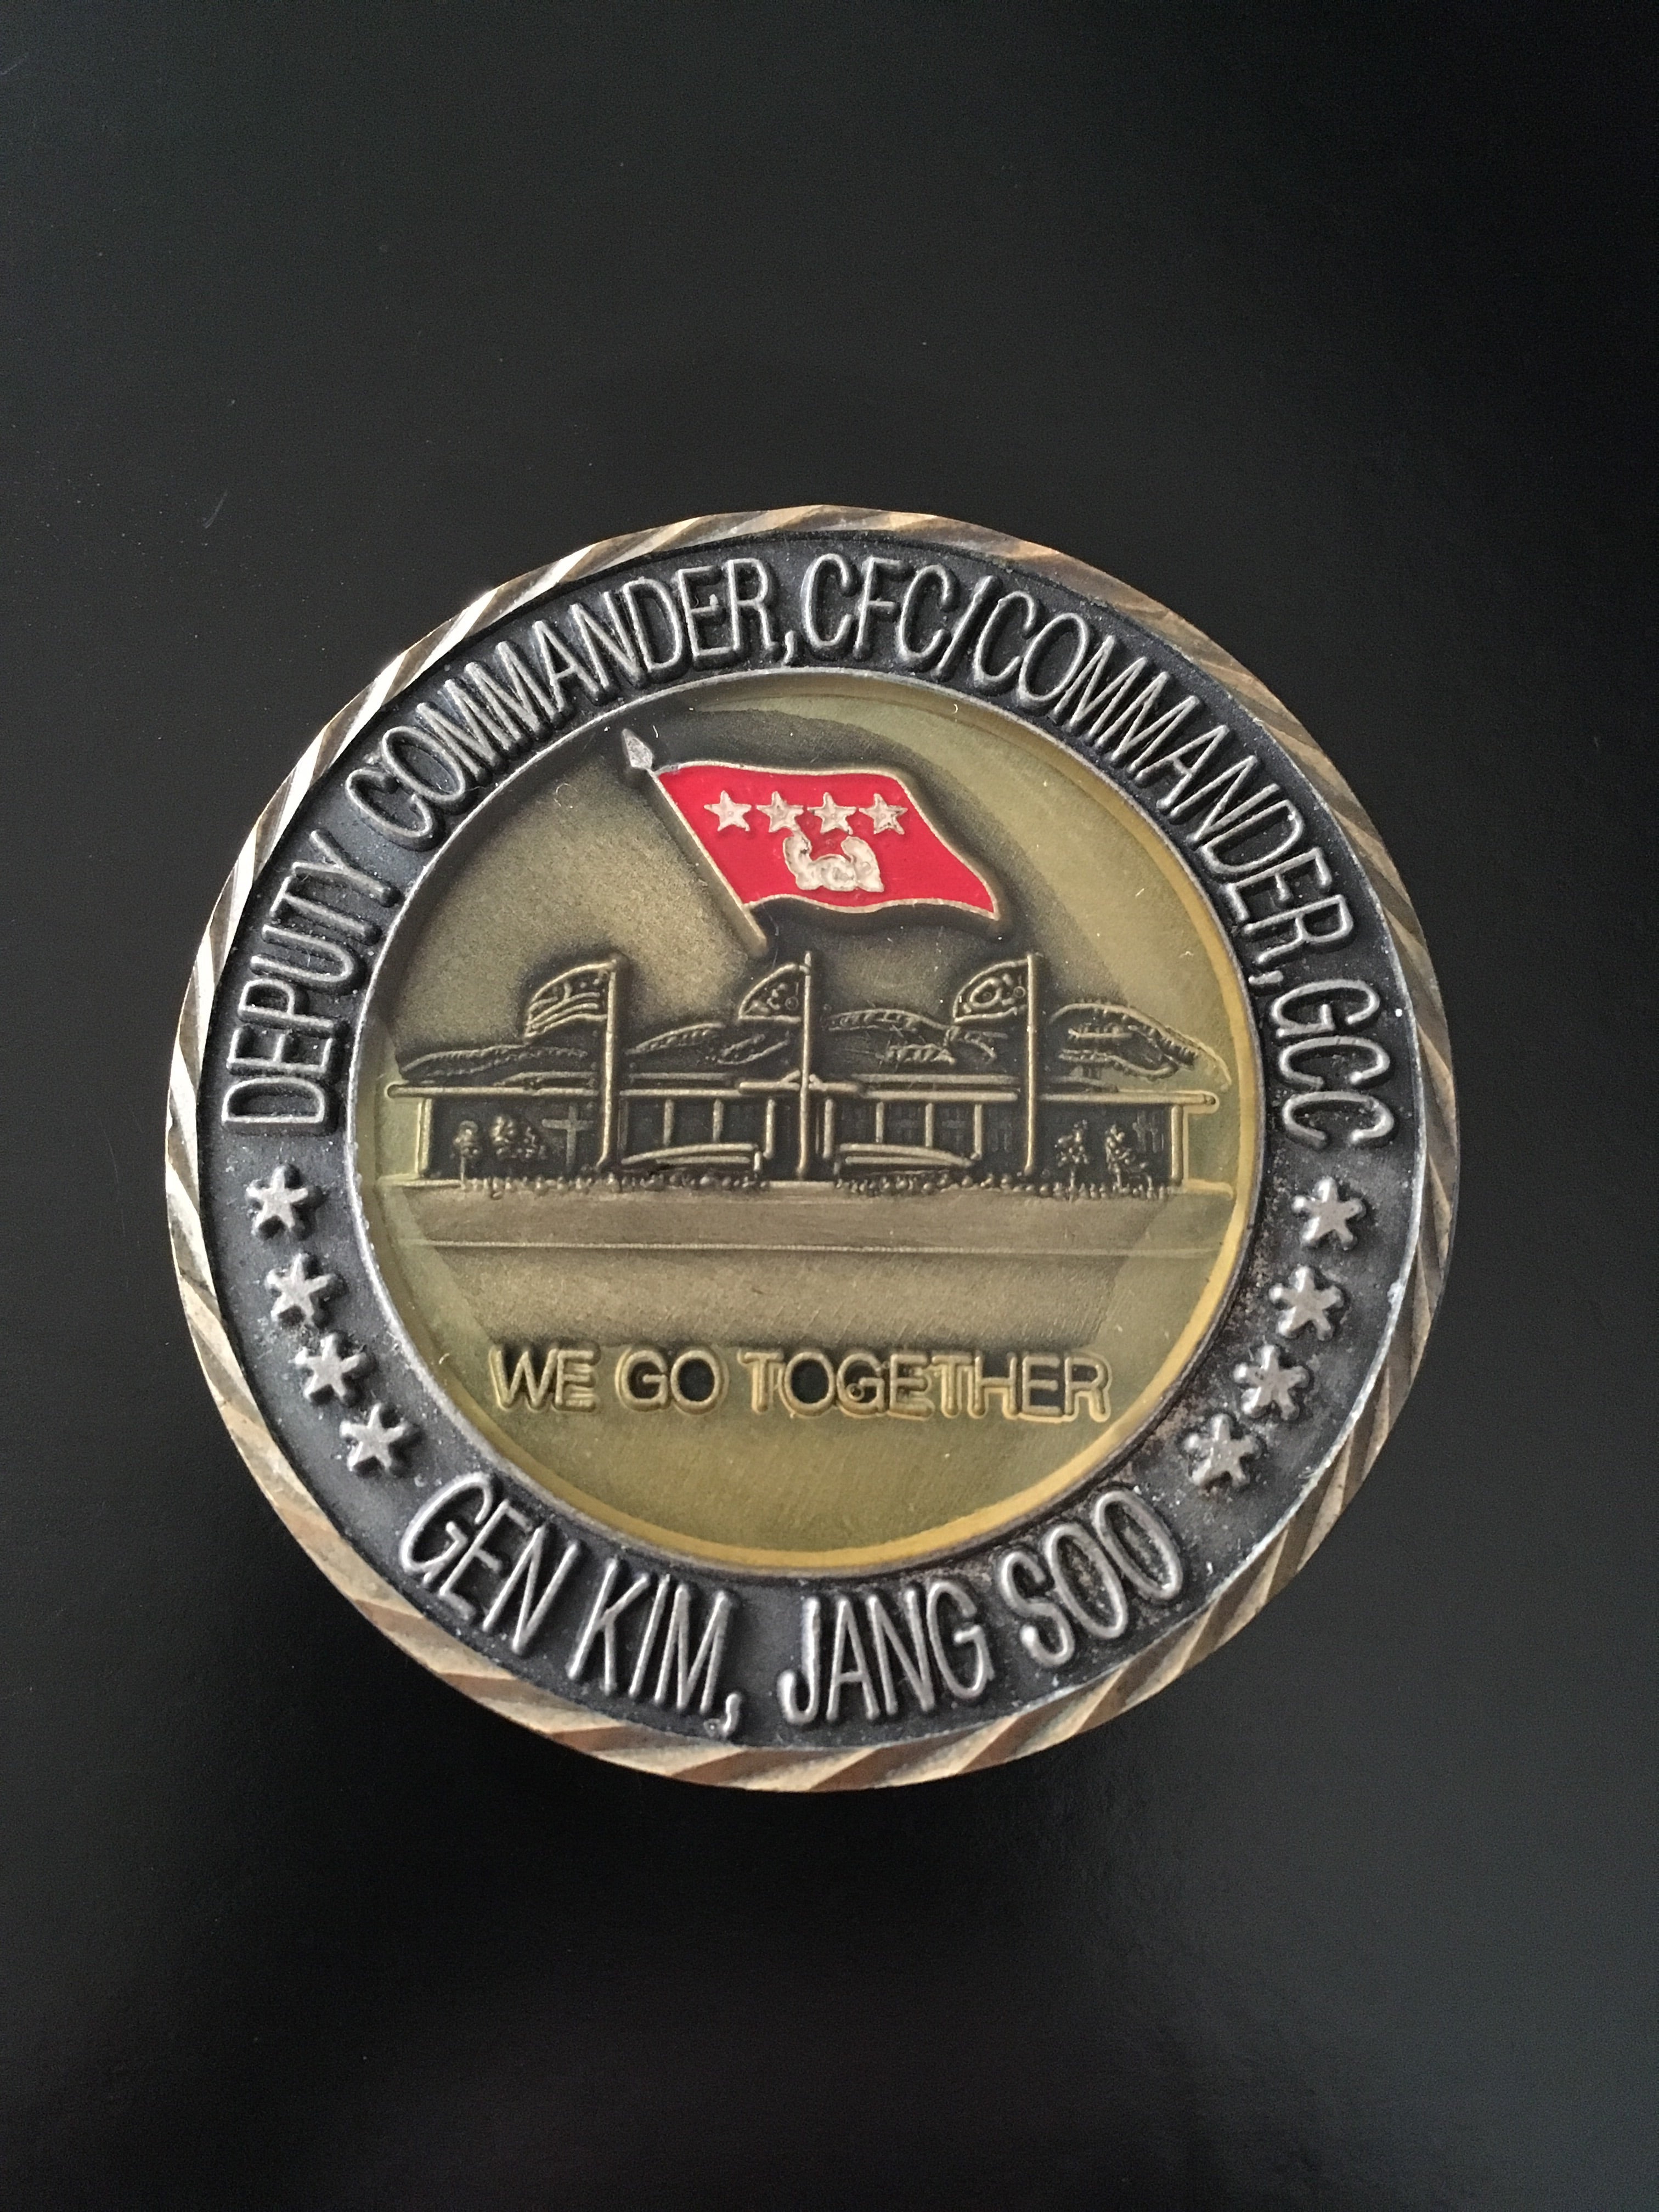 DEPUTY COMMANDER, CFC/COMMANDER, GCC
WE GO TOGETHER
GEN KIM, JANG SOO